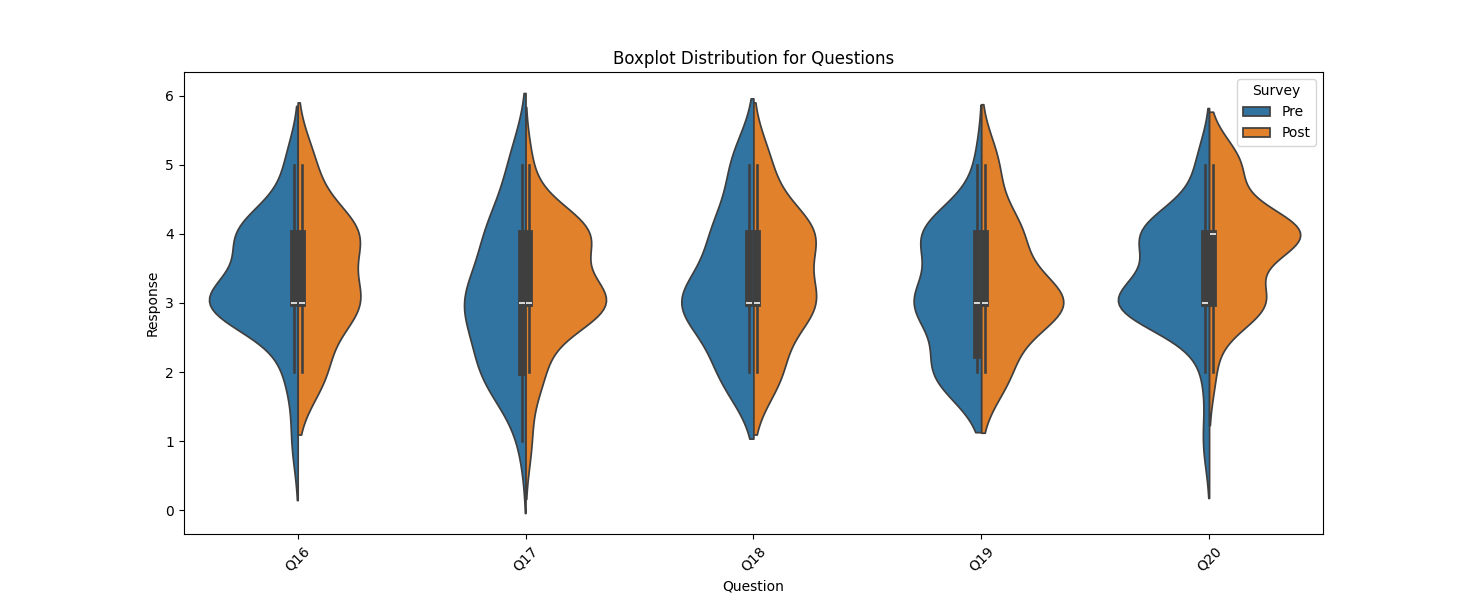 Boxplot Distribution for Questions
Survey
Pre
Post
Response
6
5
4
3
2
1
0
Q16 Q17 Q18 Q19 Q20
Question